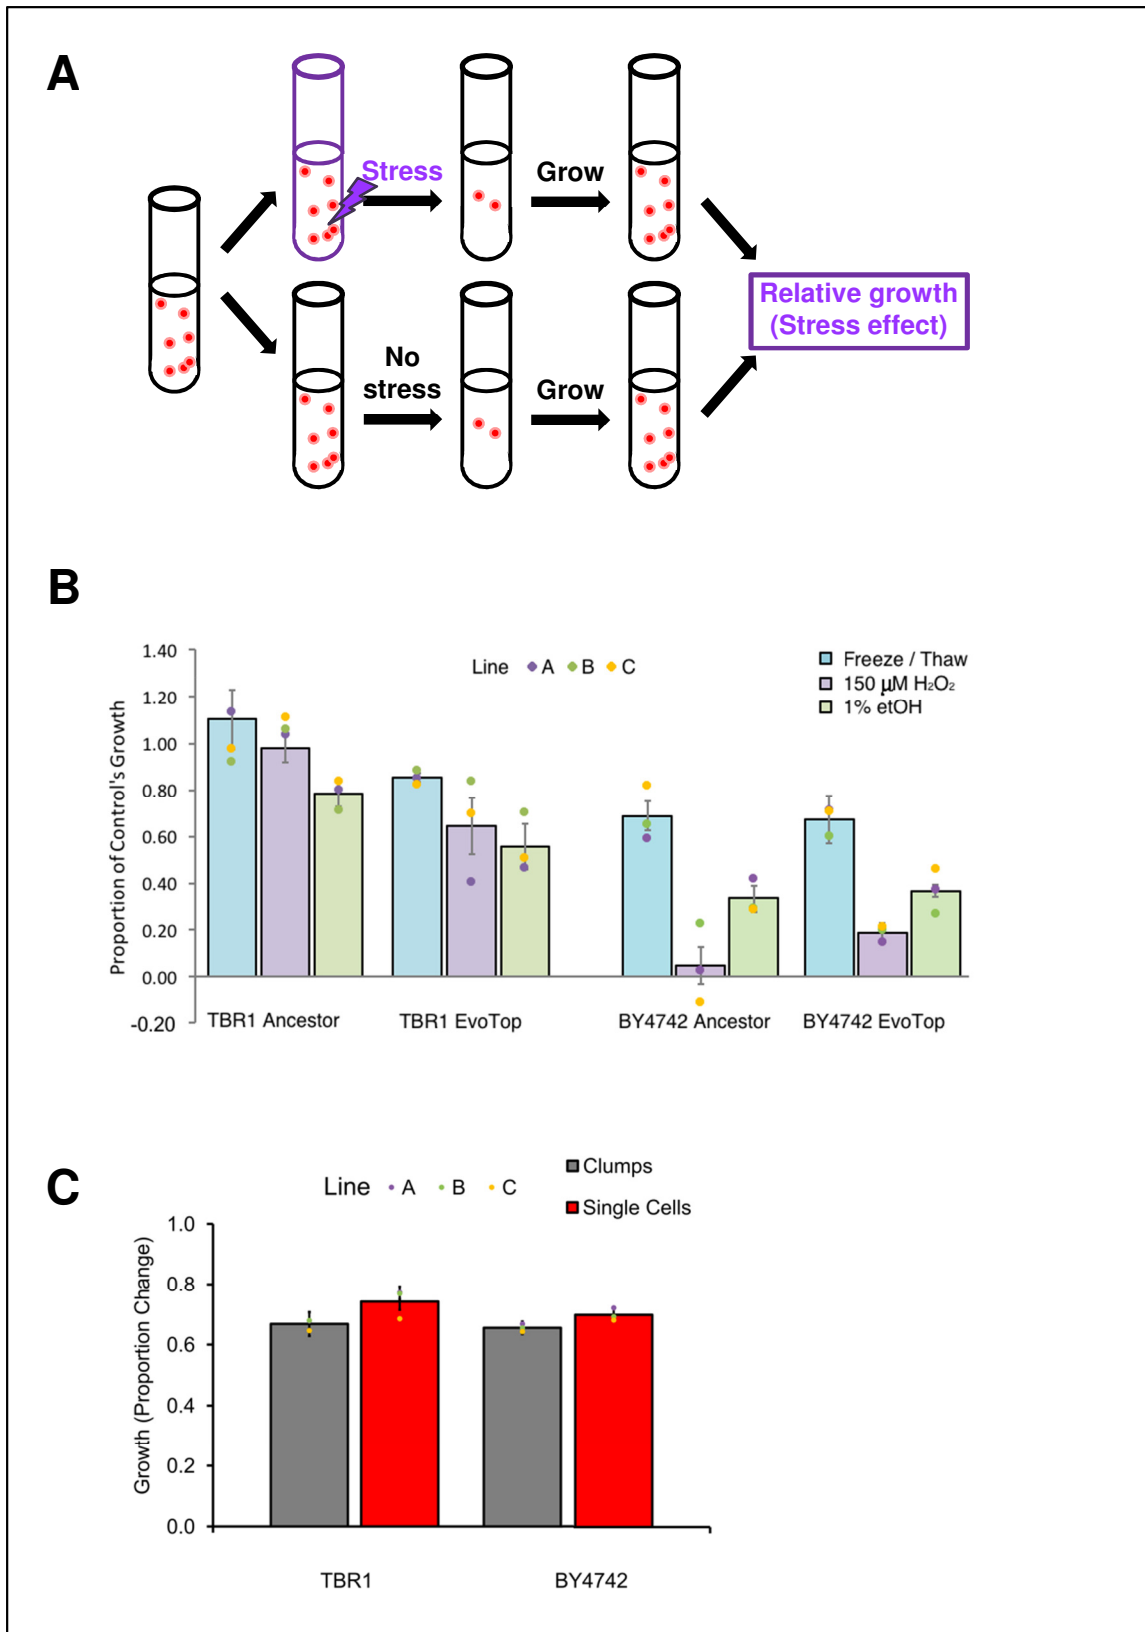 A
Stress
Grow
No
stress
Grow
Relative growth
(Stress effect)
B
Proportion of Control's Growth
1.40
1.20
1.00
0.80
0.60
0.40
0.20
0.00
-0.20
Line A B C
Freeze / Thaw
150 µM H₂O₂
1% etOH
TBR1 Ancestor
TBR1 EvoTop
BY4742 Ancestor
BY4742 EvoTop
C
Line A B C
Clumps
Single Cells
Growth (Proportion Change)
1.0
0.8
0.6
0.4
0.2
0.0
TBR1
BY4742